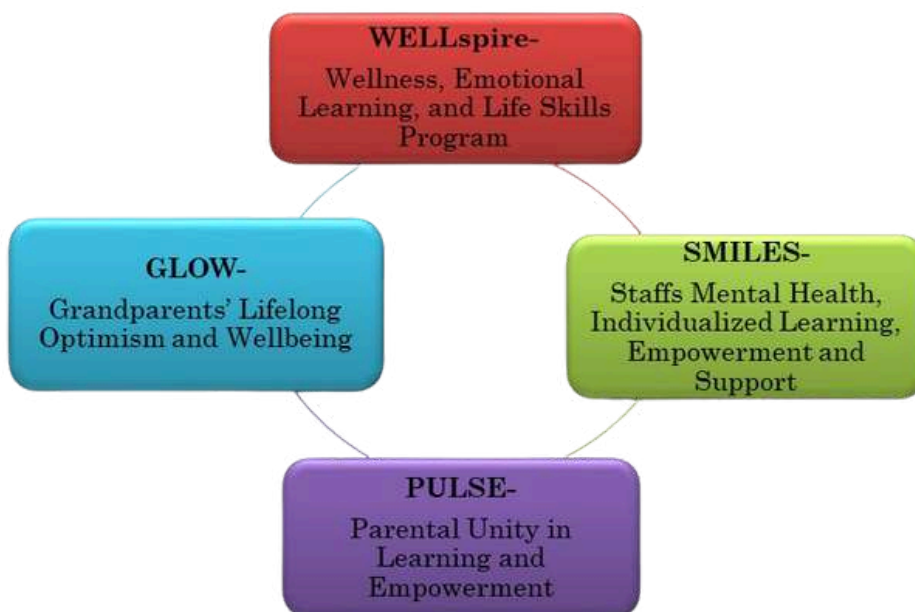 WELLspire-
Wellness, Emotional
Learning, and Life Skills
Program
GLOW-
Grandparents’ Lifelong
Optimism and Wellbeing
SMILES-
Staffs Mental Health,
Individualized Learning,
Empowerment and
Support
PULSE-
Parental Unity in
Learning and
Empowerment